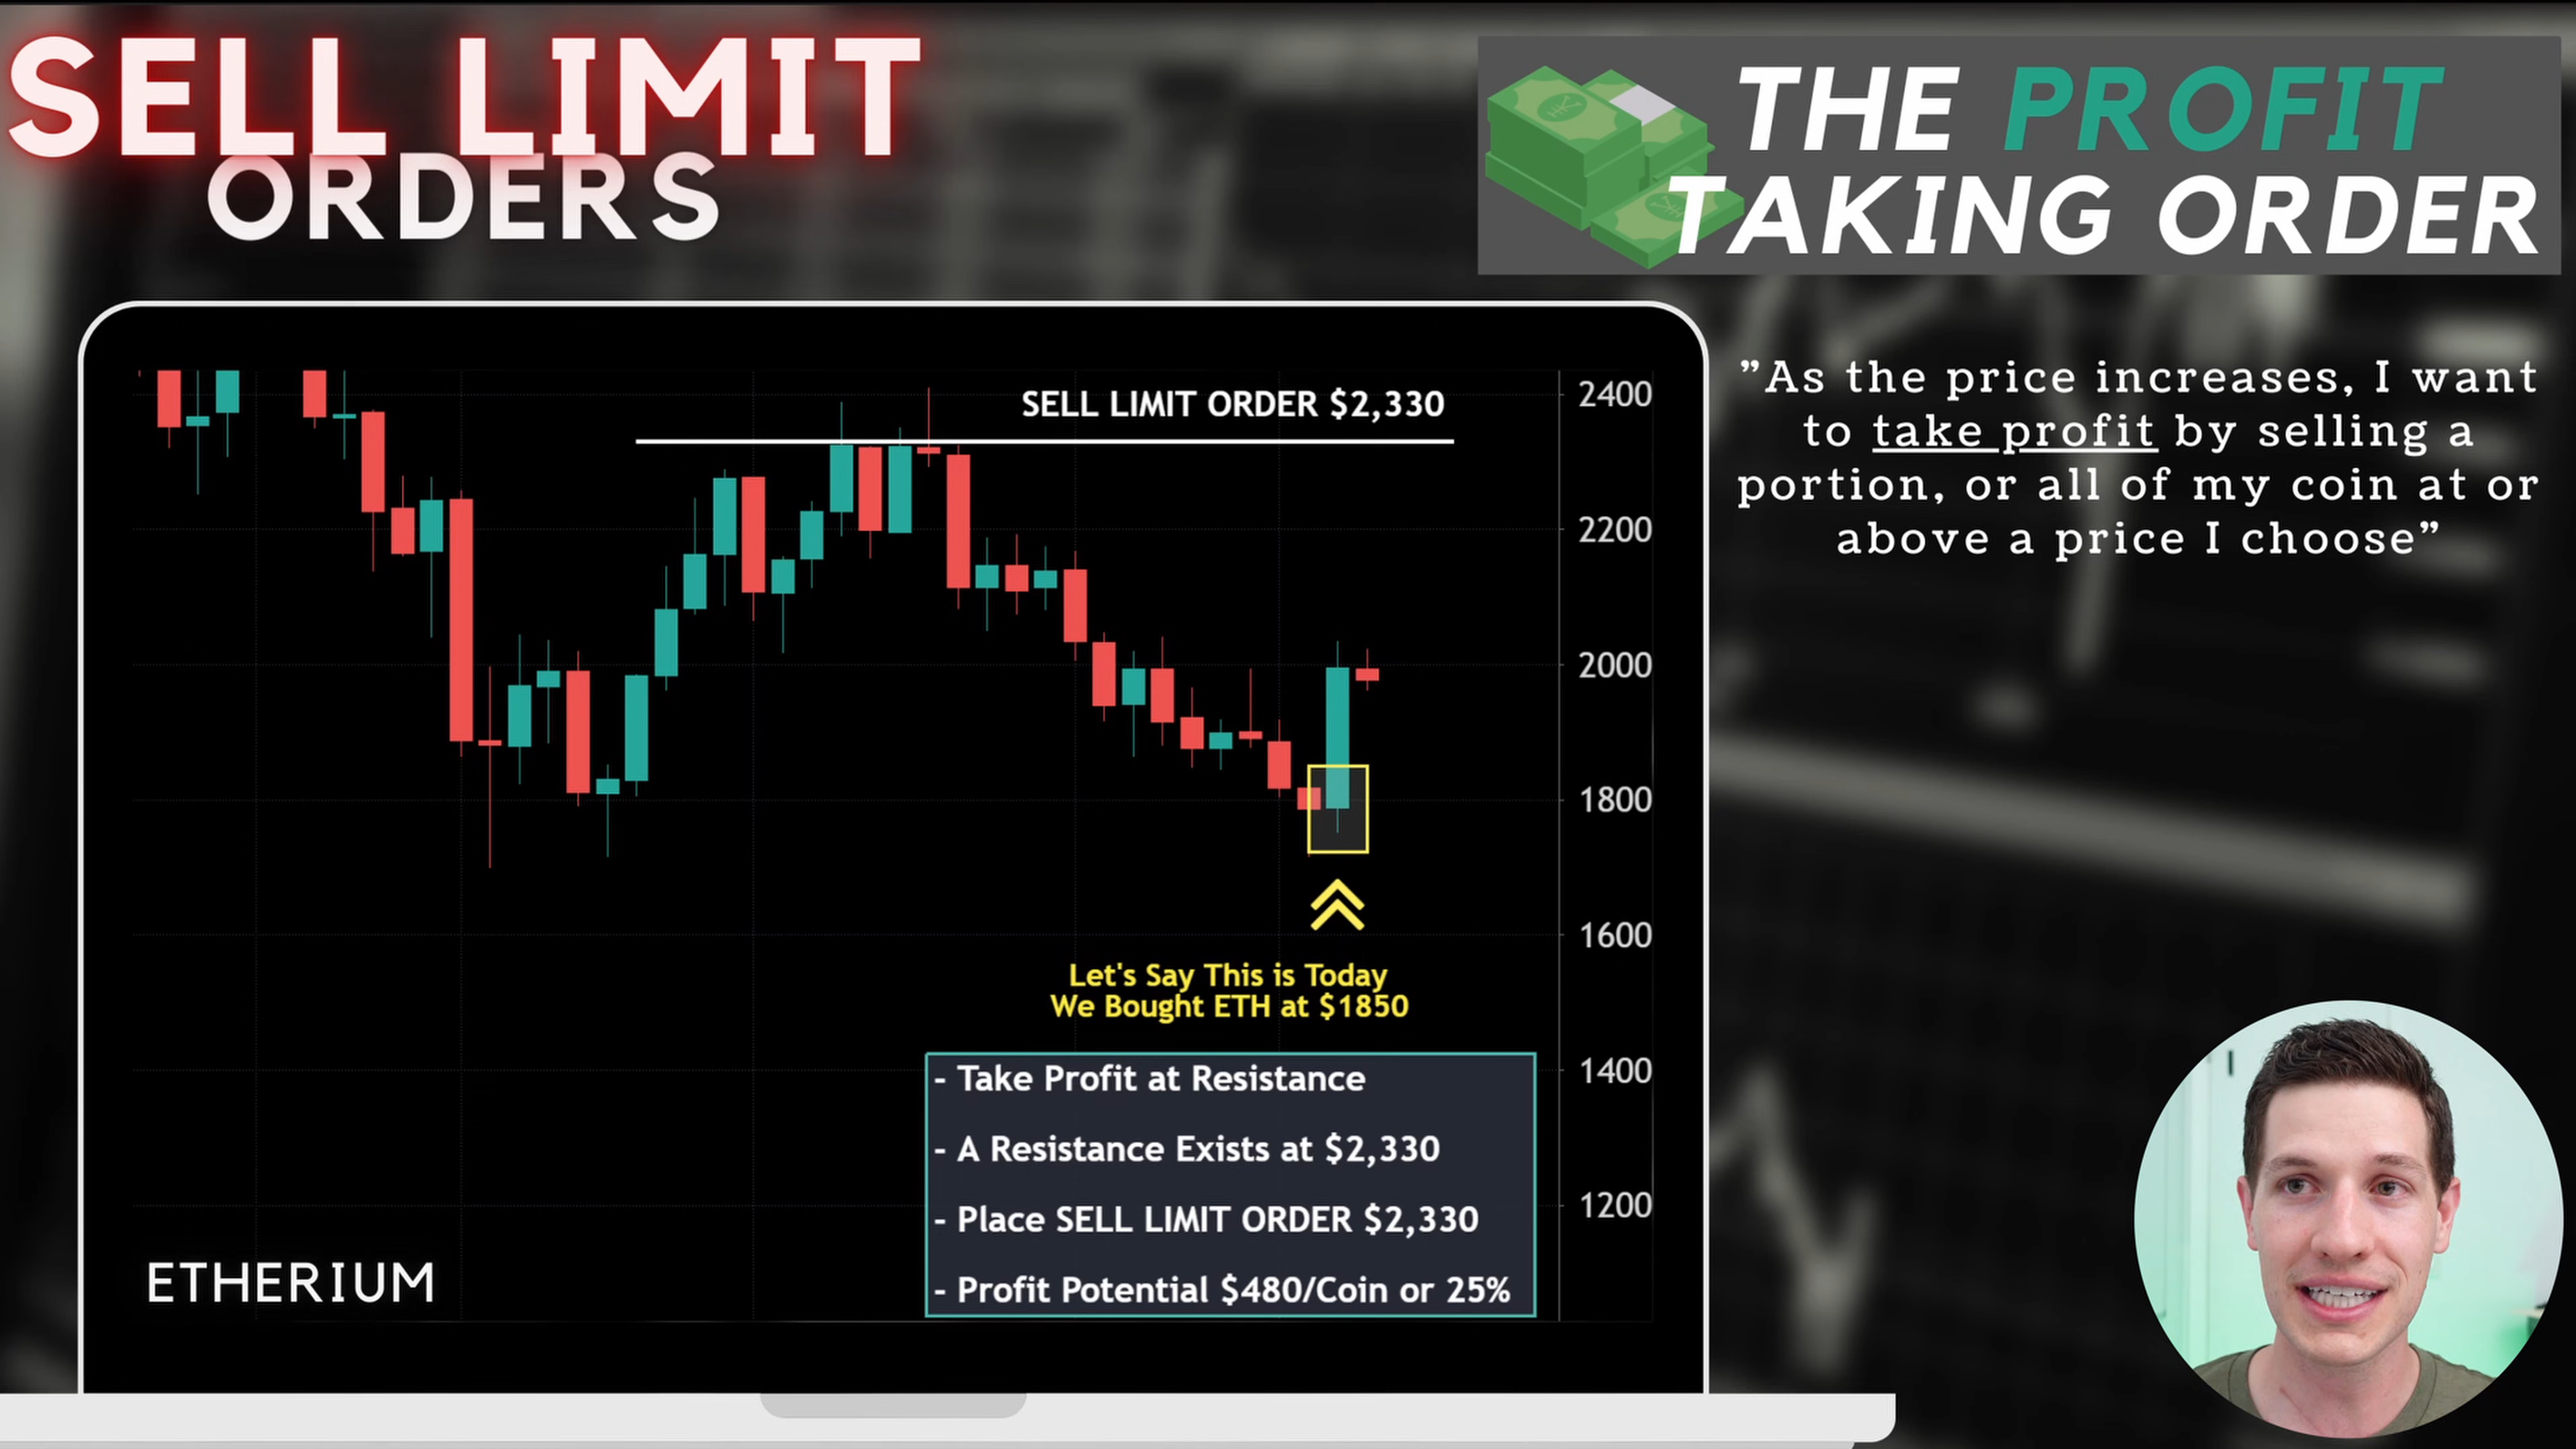 SELL LIMIT
ORDERS
THE PROFIT
TAKING ORDER
"As the price increases, I want
to take profit by selling a
portion, or all of my coin at or
above a price I choose"
SELL LIMIT ORDER $2,330
2400
2200
2000
1800
1600
1400
1200
Let's Say This is Today
We Bought ETH at $1850
- Take Profit at Resistance
- A Resistance Exists at $2,330
- Place SELL LIMIT ORDER $2,330
- Profit Potential $480/Coin or 25%
ETHERIUM